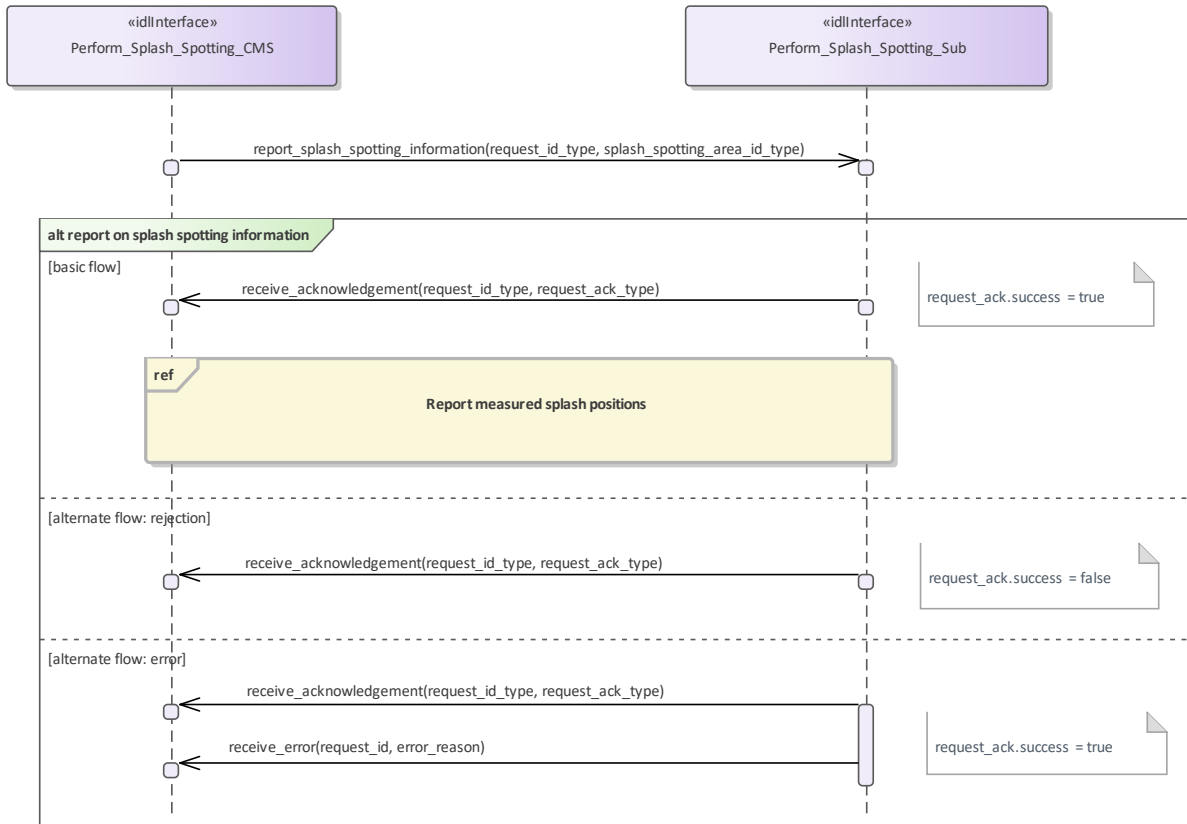 «idlInterface»
Perform_Splash_Spotting_CMS
«idlInterface»
Perform_Splash_Spotting_Sub
report_splash_spotting_information(request_id_type, splash_spotting_area_id_type)
alt report on splash spotting information
[basic flow]
receive_acknowledgement(request_id_type, request_ack_type)
request_ack.success = true
ref
Report measured splash positions
[alternate flow: rejection]
receive_acknowledgement(request_id_type, request_ack_type)
request_ack.success = false
[alternate flow: error]
receive_acknowledgement(request_id_type, request_ack_type)
receive_error(request_id, error_reason)
request_ack.success = true